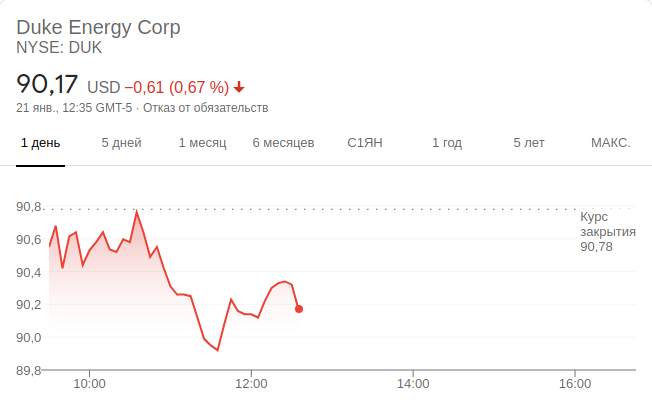 Duke Energy Corp
NYSE: DUK
90,17 USD −0,61 (0,67 %)
21 янв., 12:35 GMT-5 · Отказ от обязательств
1 день 5 дней 1 месяц 6 месяцев С1ЯН 1 год 5 лет МАКС.
90,8
Курс
закрытия
90,78
90,6
90,4
90,2
90,0
89,8
10:00 12:00 14:00 16:00